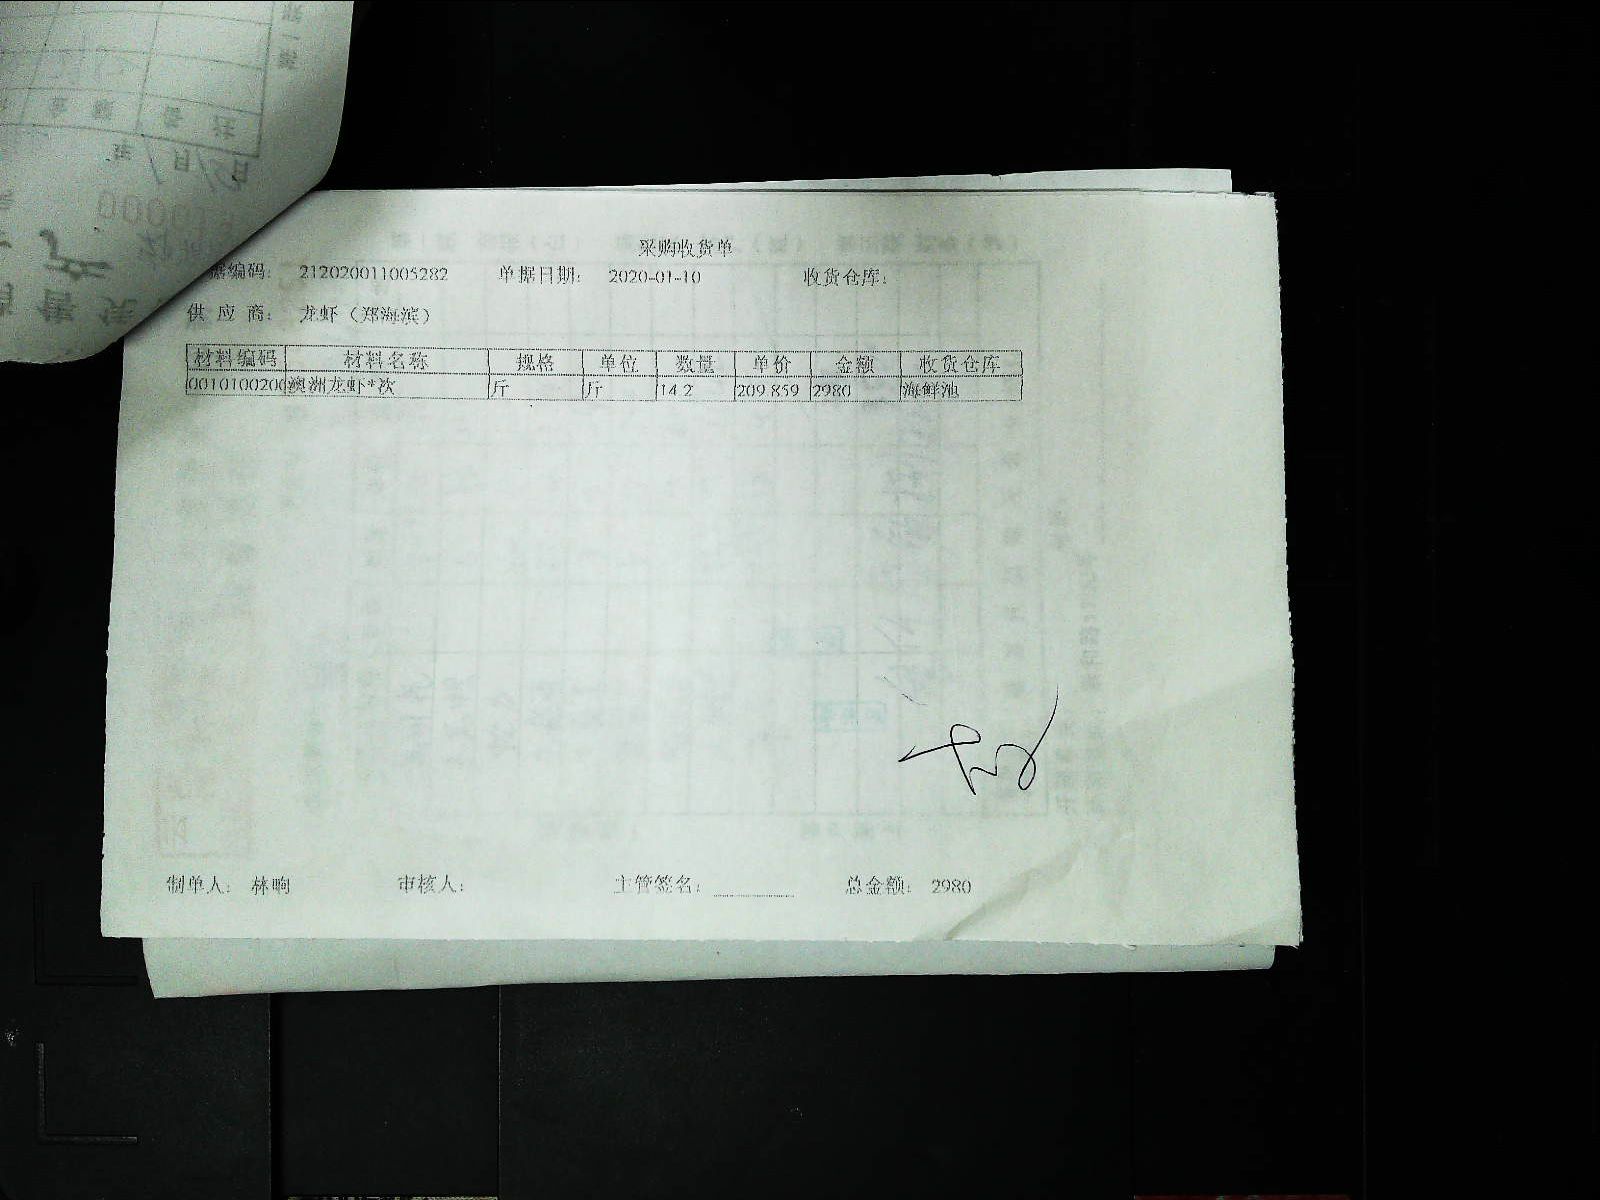 采购收货单
据编码: 212020011005282 单据日期: 2020-01-10 收货仓库:
供 应 商: 龙虾（郑海滨）
材料编码 材料名称 规格 单位 数量 单价 金额 收货仓库
0010100200 澳洲龙虾*次 斤 斤 14.2 209.859 2980 海鲜池
制单人: 林晌 审核人: 主管签名: 总金额: 2980